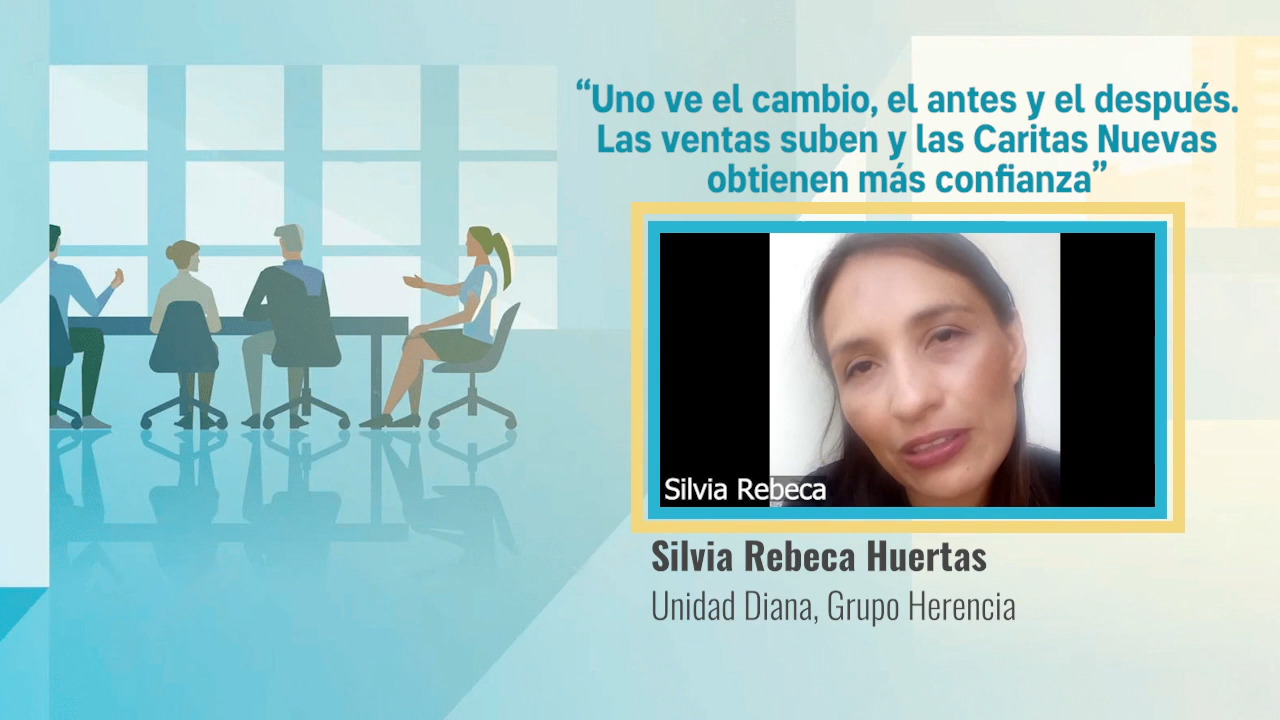 “Uno ve el cambio, el antes y el después.
Las ventas suben y las Caritas Nuevas
obtienen más confianza”
Silvia Rebeca
Silvia Rebeca Huertas
Unidad Diana, Grupo Herencia